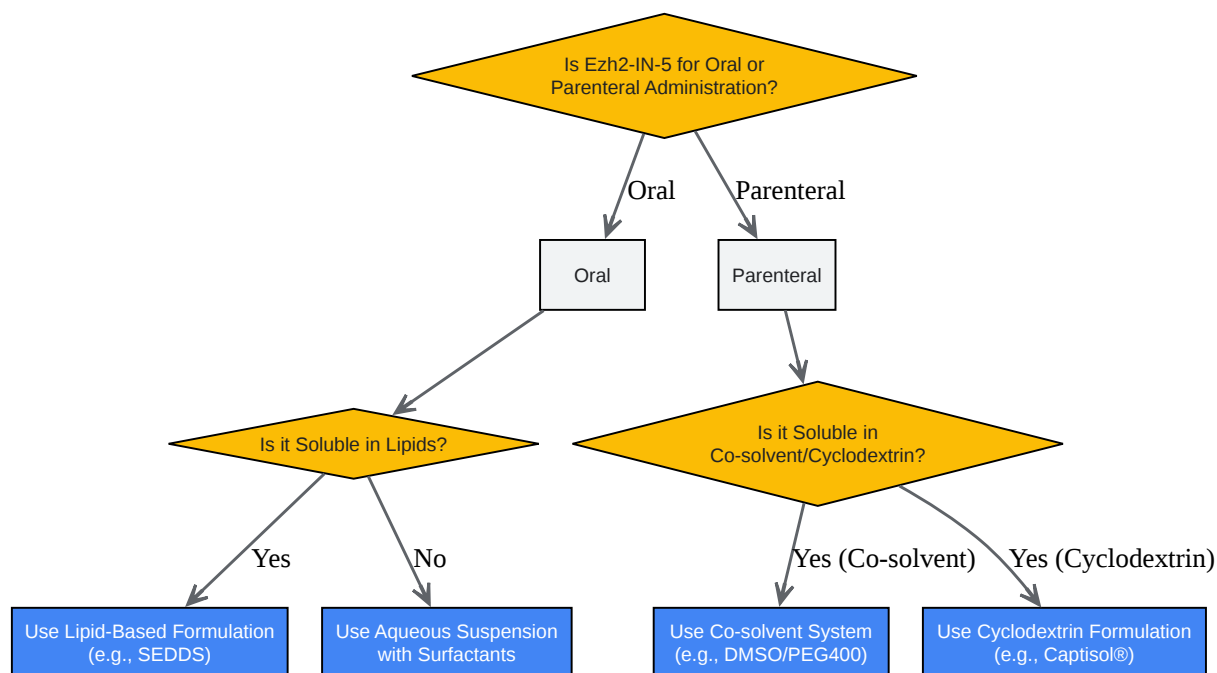 Is Ezh2-IN-5 for Oral or
Parenteral Administration?
Oral
Parenteral
Oral
Parenteral
Is it Soluble in Lipids?
Is it Soluble in
Co-solvent/Cyclodextrin?
Yes
No
Yes (Co-solvent)
Yes (Cyclodextrin)
Use Lipid-Based Formulation
(e.g., SEDDS)
Use Aqueous Suspension
with Surfactants
Use Co-solvent System
(e.g., DMSO/PEG400)
Use Cyclodextrin Formulation
(e.g., Captisol®)